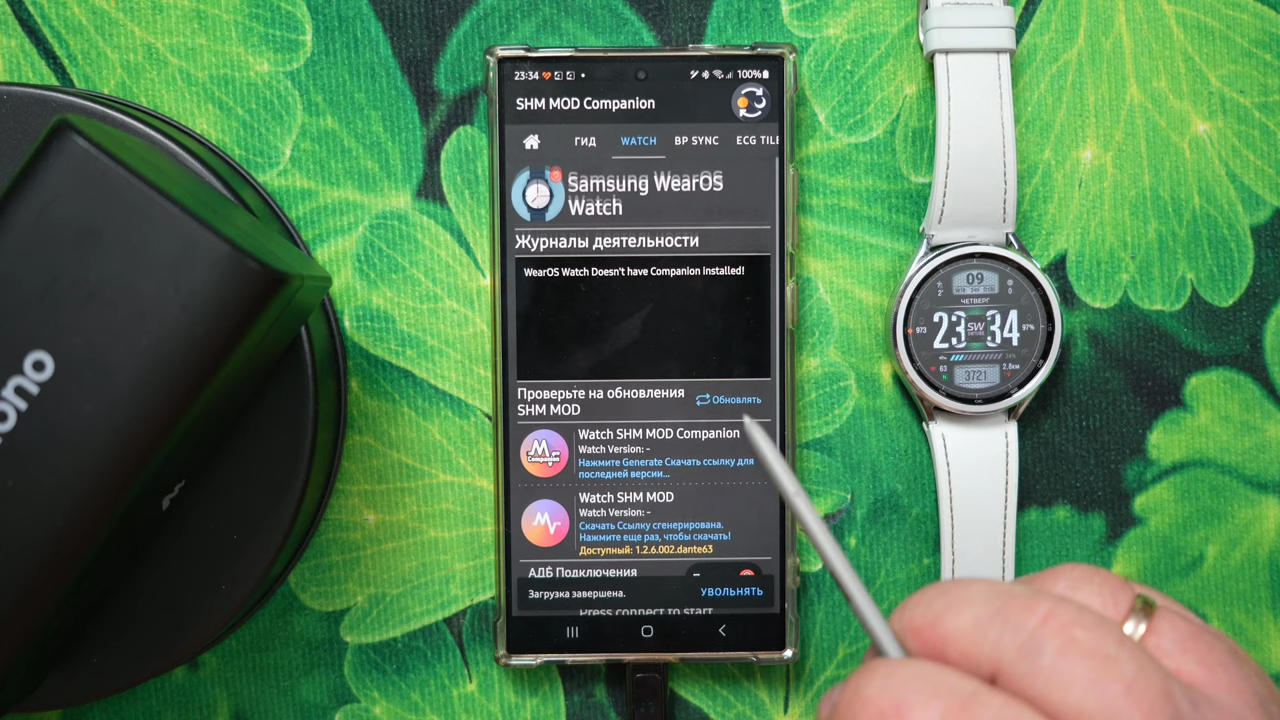 ono
23:34
100%
SHM MOD Companion
ГИД
WATCH
BP SYNC
ECG TILE
Samsung WearOS
Watch
Журналы деятельности
WearOS Watch Doesn't have Companion installed!
Проверьте на обновления
SHM MOD
Обновлять
Watch SHM MOD Companion
Watch Version: -
Нажмите Generate Скачать ссылку для
последней версии...
Watch SHM MOD
Watch Version: -
Скачать Ссылку сгенерирована.
Нажмите еще раз, чтобы скачать!
Доступный: 1.2.6.002.dante63
АДБ Подключения
Загрузка завершена.
УВОЛЬНЯТЬ
Press connect to start
09
2'
0
ЧЕТВЕРГ
973
23
SW
34
97%
63
3721
2,8км